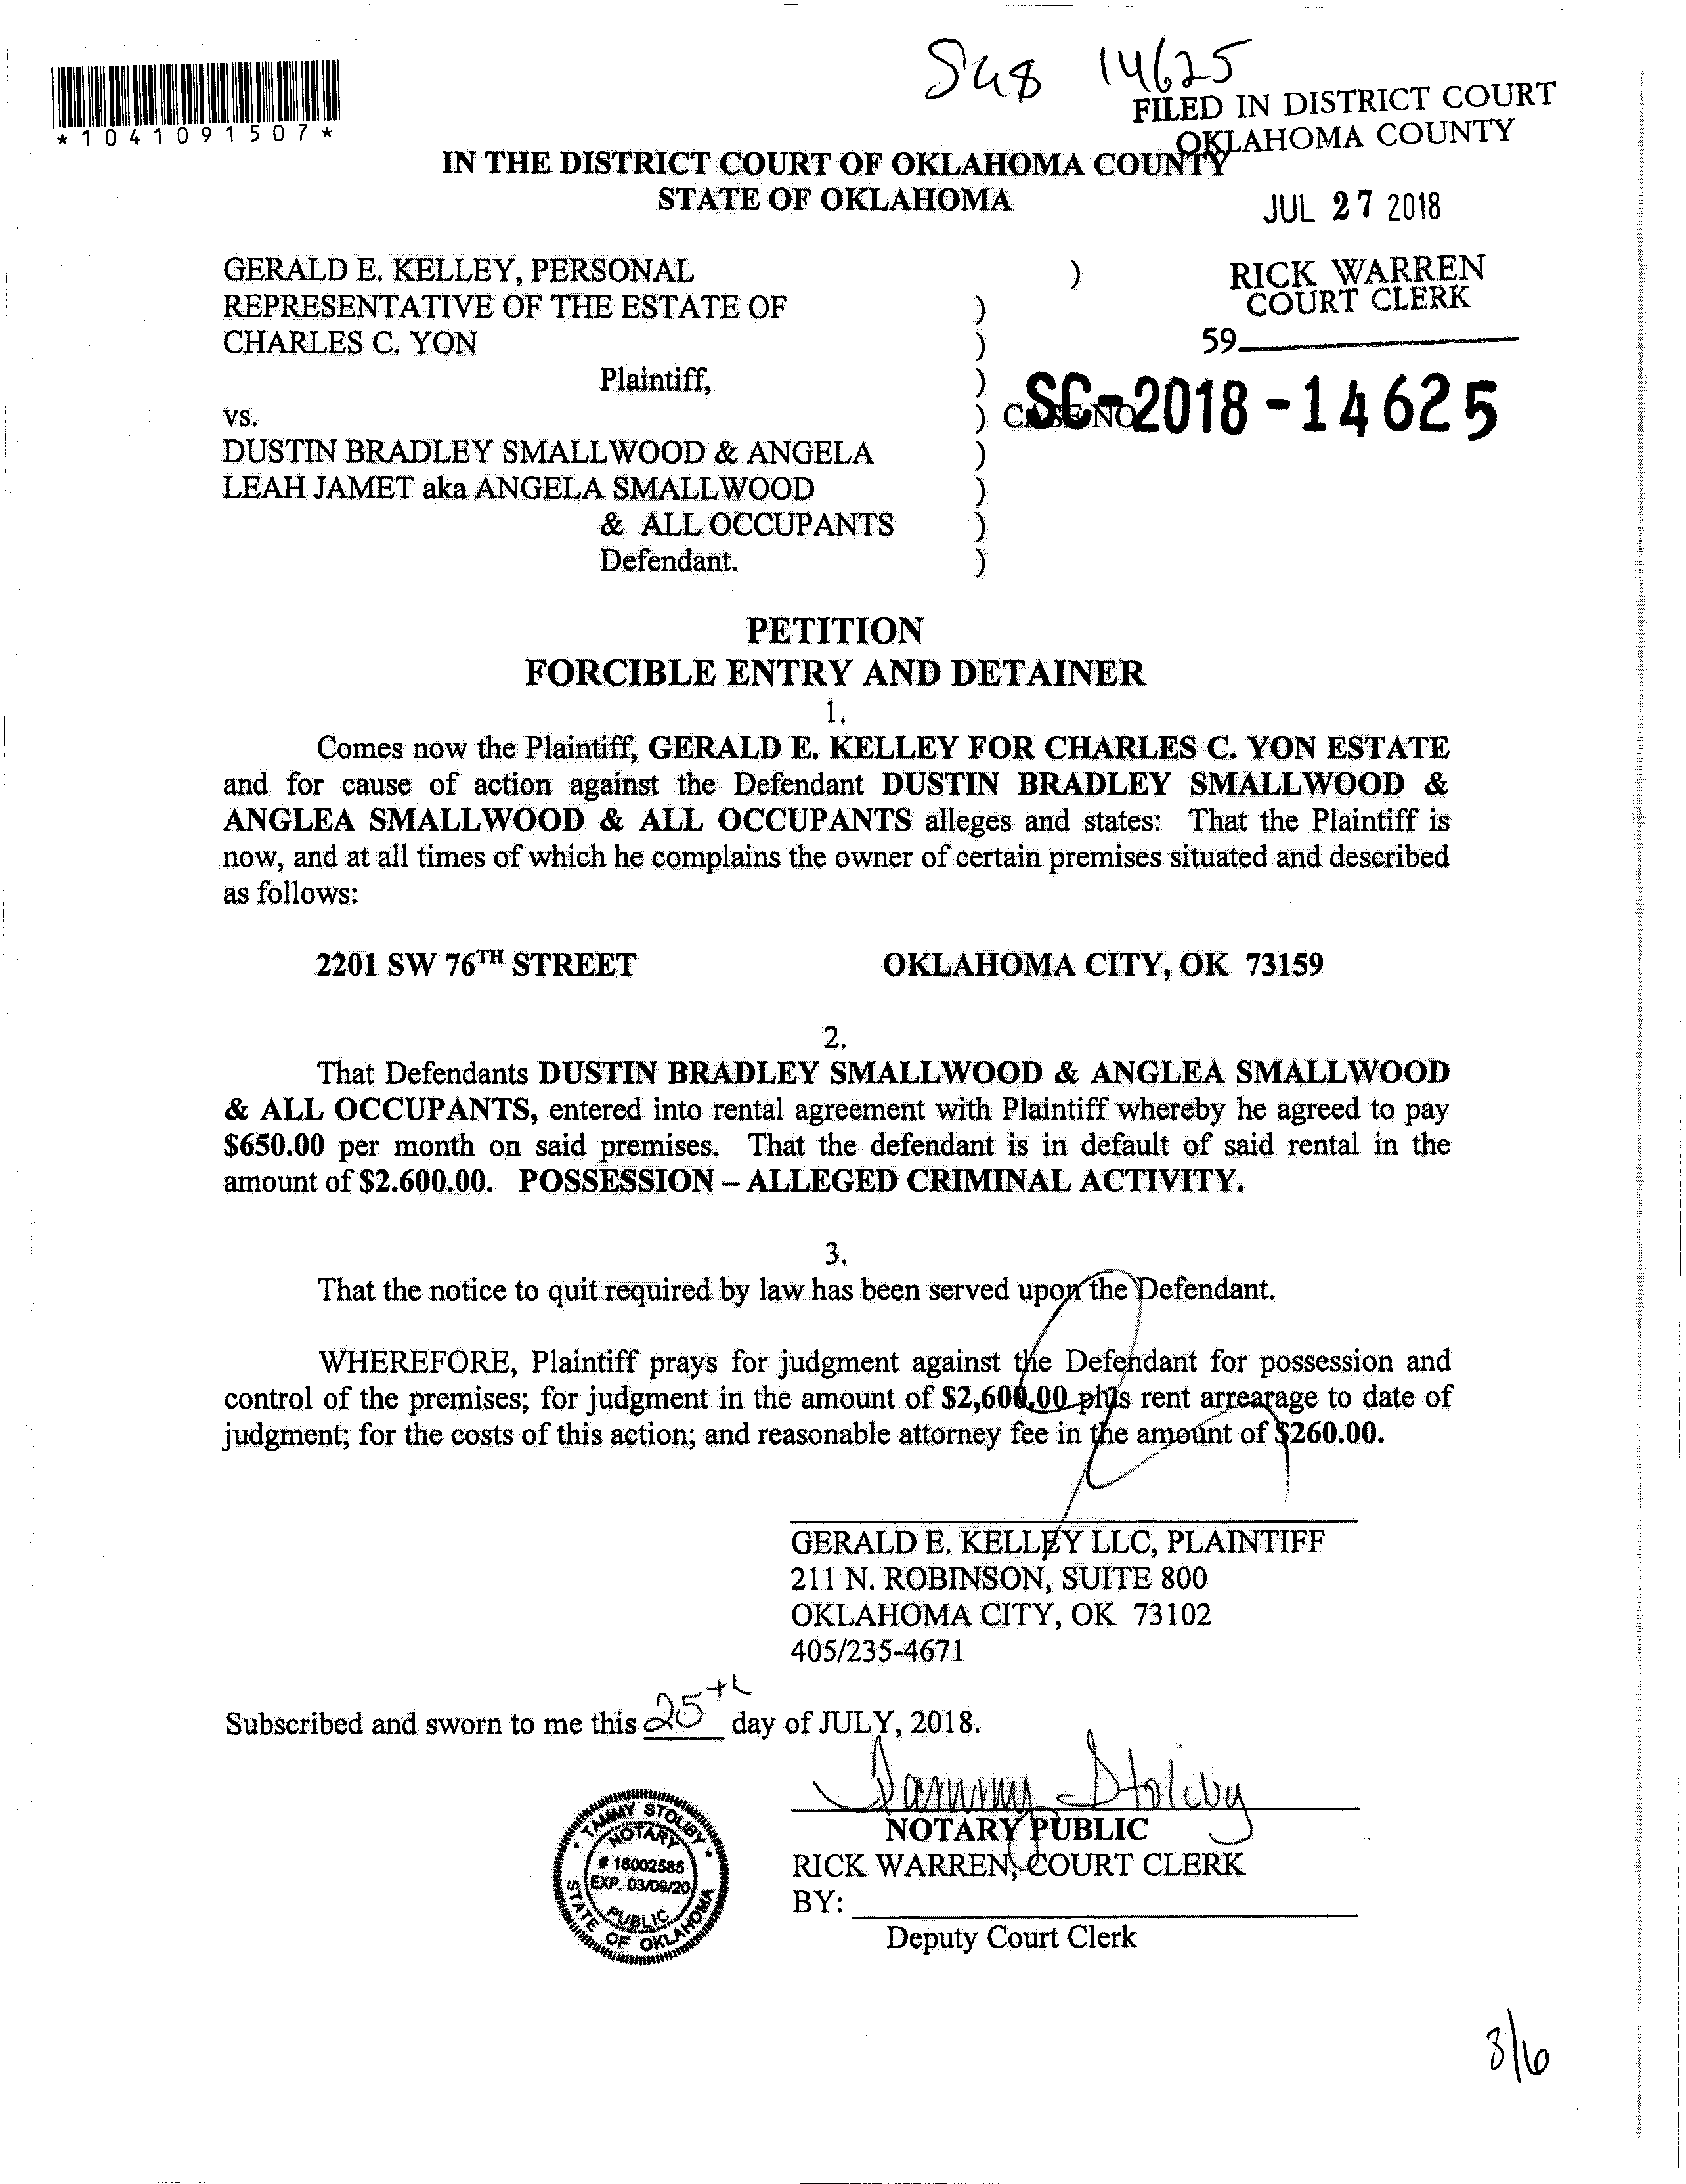 Sug 14625
*1041091507*
FILED IN DISTRICT COURT
OKLAHOMA COUNTY
IN THE DISTRICT COURT OF OKLAHOMA COUNTY
STATE OF OKLAHOMA
JUL 27 2018
GERALD E. KELLEY, PERSONAL )
REPRESENTATIVE OF THE ESTATE OF )
CHARLES C. YON )
RICK WARREN
COURT CLERK
59
Plaintiff, )
vs. ) CASE NO
SC-2018-14625
DUSTIN BRADLEY SMALLWOOD & ANGELA )
LEAH JAMET aka ANGELA SMALLWOOD )
& ALL OCCUPANTS )
Defendant. )
PETITION
FORCIBLE ENTRY AND DETAINER
1.
Comes now the Plaintiff, GERALD E. KELLEY FOR CHARLES C. YON ESTATE
and for cause of action against the Defendant DUSTIN BRADLEY SMALLWOOD &
ANGLEA SMALLWOOD & ALL OCCUPANTS alleges and states: That the Plaintiff is
now, and at all times of which he complains the owner of certain premises situated and described
as follows:
2201 SW 76TH STREET OKLAHOMA CITY, OK 73159
2.
That Defendants DUSTIN BRADLEY SMALLWOOD & ANGLEA SMALLWOOD
& ALL OCCUPANTS, entered into rental agreement with Plaintiff whereby he agreed to pay
$650.00 per month on said premises. That the defendant is in default of said rental in the
amount of $2.600.00. POSSESSION – ALLEGED CRIMINAL ACTIVITY.
3.
That the notice to quit required by law has been served upon the Defendant.
WHEREFORE, Plaintiff prays for judgment against the Defendant for possession and
control of the premises; for judgment in the amount of $2,600.00 plus rent arrearage to date of
judgment; for the costs of this action; and reasonable attorney fee in the amount of $260.00.
GERALD E. KELLEY LLC, PLAINTIFF
211 N. ROBINSON, SUITE 800
OKLAHOMA CITY, OK 73102
405/235-4671
Subscribed and sworn to me this 25th day of JULY, 2018.
Tammy Stoliby
NOTARY PUBLIC
RICK WARREN, COURT CLERK
BY:
Deputy Court Clerk
TAMMY STOLIBY
NOTARY
# 16002585
EXP. 03/09/20
PUBLIC
STATE OF OKLAHOMA
8/6